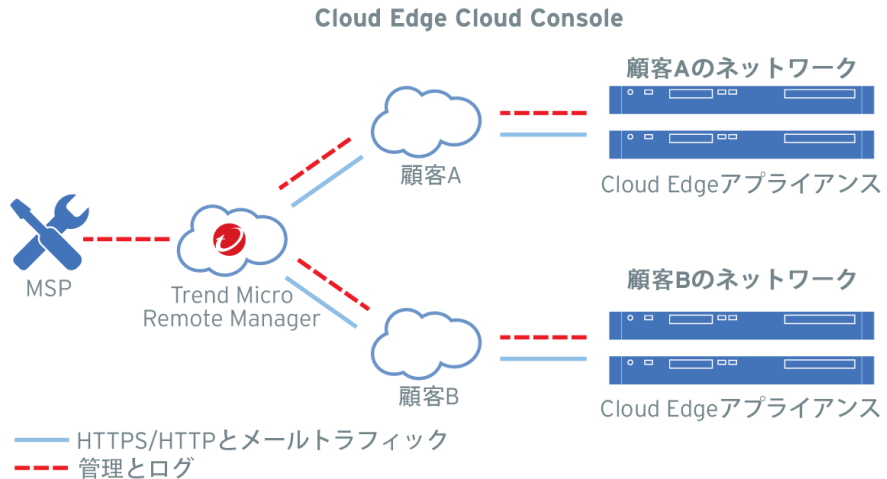 Cloud Edge Cloud Console
顧客Aのネットワーク
顧客A
Cloud Edgeアプライアンス
MSP
Trend Micro
Remote Manager
顧客Bのネットワーク
顧客B
Cloud Edgeアプライアンス
HTTPS/HTTPとメールトラフィック
管理とログ